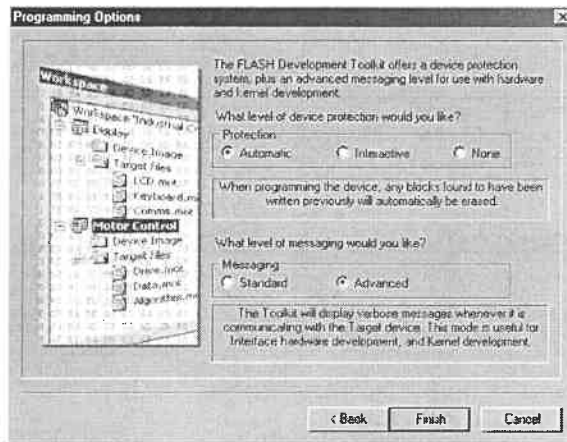 Programming Options
The FLASH Development Toolkit offers a device protection
system, plus an advanced messaging level for use with hardware
and Kernel development.
What level of device protection would you like?
Protection
Automatic
Interactive
None
When programming the device, any blocks found to have been
written previously will automatically be erased.
What level of messaging would you like?
Messaging
Standard
Advanced
The Toolkit will display verbose messages whenever it is
communicating with the Target device. This mode is useful for
Interface hardware development, and Kernel development.
Workspace
Workspace "Industrial Co
Display
Device Image
Target Files
LCD.mot
Keyboard.mo
Comms.mot
Motor Control
Device Image
Target Files
Drive.mot
Data.mot
Algorithm.m
< Back
Finish
Cancel